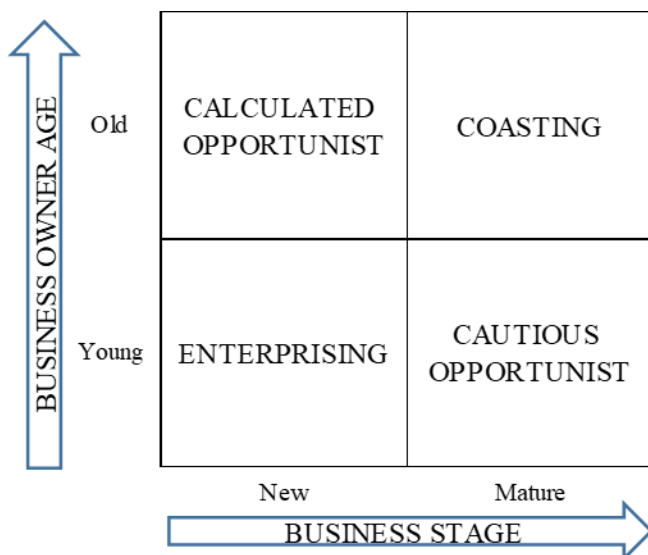 BUSINESS OWNER AGE
Old
CALCULATED
OPPORTUNIST
COASTING
Young
ENTERPRISING
CAUTIOUS
OPPORTUNIST
New
Mature
BUSINESS STAGE